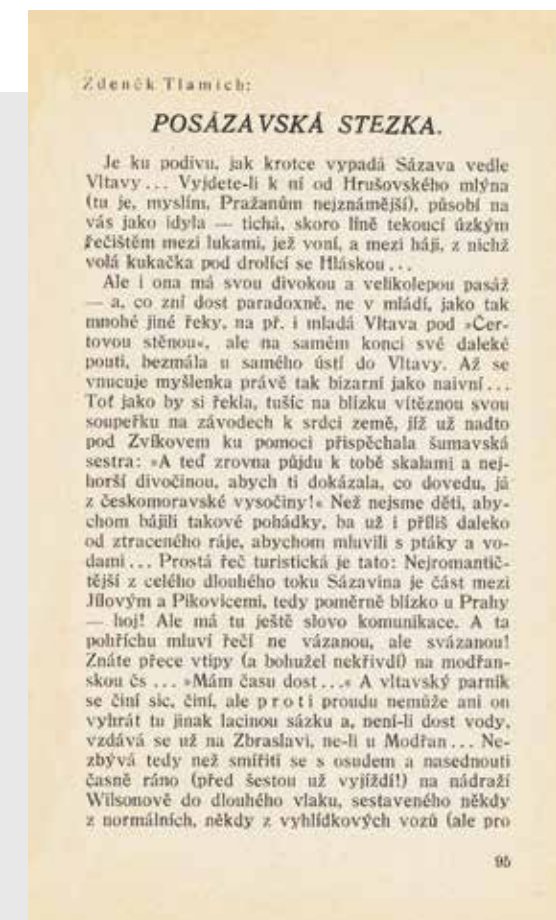 Zdeněk Tlamich:
POSÁZAVSKÁ STEZKA.
Je ku podivu, jak krotce vypadá Sázava vedle
Vltavy... Vyjdete-li k ní od Hrušovského mlýna
(tu je, myslím, Pražanům nejznámější), působí na
vás jako idyla — tichá, skoro líně tekoucí úzkým
řečištěm mezi lukami, jež voní, a mezi háji, z nichž
volá kukačka pod drolící se Hláskou...
Ale i ona má svou divokou a velikolepou pasáž
— a, co zní dost paradoxně, ne v mládí, jako tak
mnohé jiné řeky, na př. i mladá Vltava pod »Čer-
tovou stěnou«, ale na samém konci své daleké
pouti, bezmála u samého ústí do Vltavy. Až se
vnucuje myšlenka právě tak bizarní jako naivní...
Toť jako by si řekla, tušíc na blízku vítěznou svou
soupeřku na závodech k srdci země, jíž už nadto
pod Zvíkovem ku pomoci přispěchala šumavská
sestra: »A teď zrovna půjdu k tobě skalami a nej-
horší divočinou, abych ti dokázala, co dovedu, já
z českomoravské vysočiny!« Než nejsme děti, aby-
chom bájili takové pohádky, ba už i příliš daleko
od ztraceného ráje, abychom mluvili s ptáky a vo-
dami... Prostá řeč turistická je tato: Nejromantič-
tější z celého dlouhého toku Sázavina je část mezi
Jílovým a Pikovicemi, tedy poměrně blízko u Prahy
— hoj! Ale má tu ještě slovo komunikace. A ta
pohříchu mluví řečí ne vázanou, ale svázanou!
Znáte přece vtipy (a bohužel nekřivdí) na modřan-
skou čs... »Mám času dost...« A vltavský parník
se činí sic, činí, ale proti proudu nemůže ani on
vyhrát tu jinak lacinou sázku a, není-li dost vody,
vzdává se už na Zbraslavi, ne-li u Modřan... Ne-
zbývá tedy než smířiti se s osudem a nasednouti
časně ráno (před šestou už vyjíždí!) na nádraží
Wilsonově do dlouhého vlaku, sestaveného někdy
z normálních, někdy z vyhlídkových vozů (ale pro
95